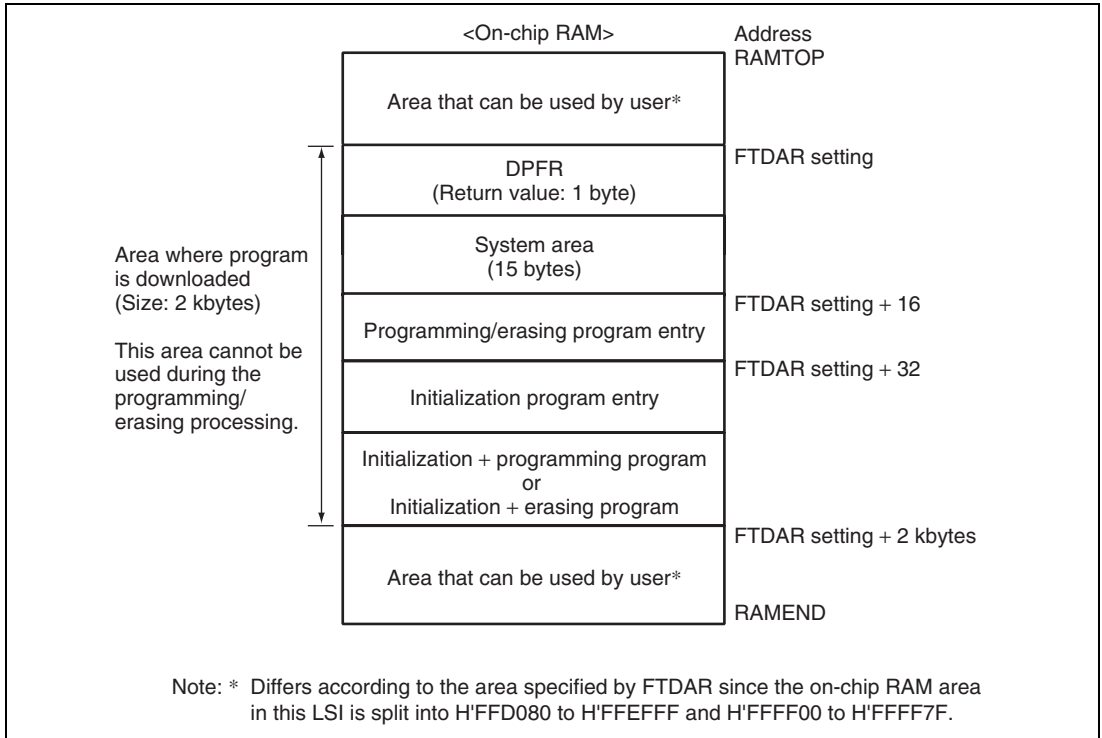 <On-chip RAM>
Address
RAMTOP
Area that can be used by user*
FTDAR setting
DPFR
(Return value: 1 byte)
System area
(15 bytes)
Area where program
is downloaded
(Size: 2 kbytes)
This area cannot be
used during the
programming/
erasing processing.
FTDAR setting + 16
Programming/erasing program entry
FTDAR setting + 32
Initialization program entry
Initialization + programming program
or
Initialization + erasing program
FTDAR setting + 2 kbytes
Area that can be used by user*
RAMEND
Note: * Differs according to the area specified by FTDAR since the on-chip RAM area
in this LSI is split into H'FFD080 to H'FFEFFF and H'FFFF00 to H'FFFF7F.